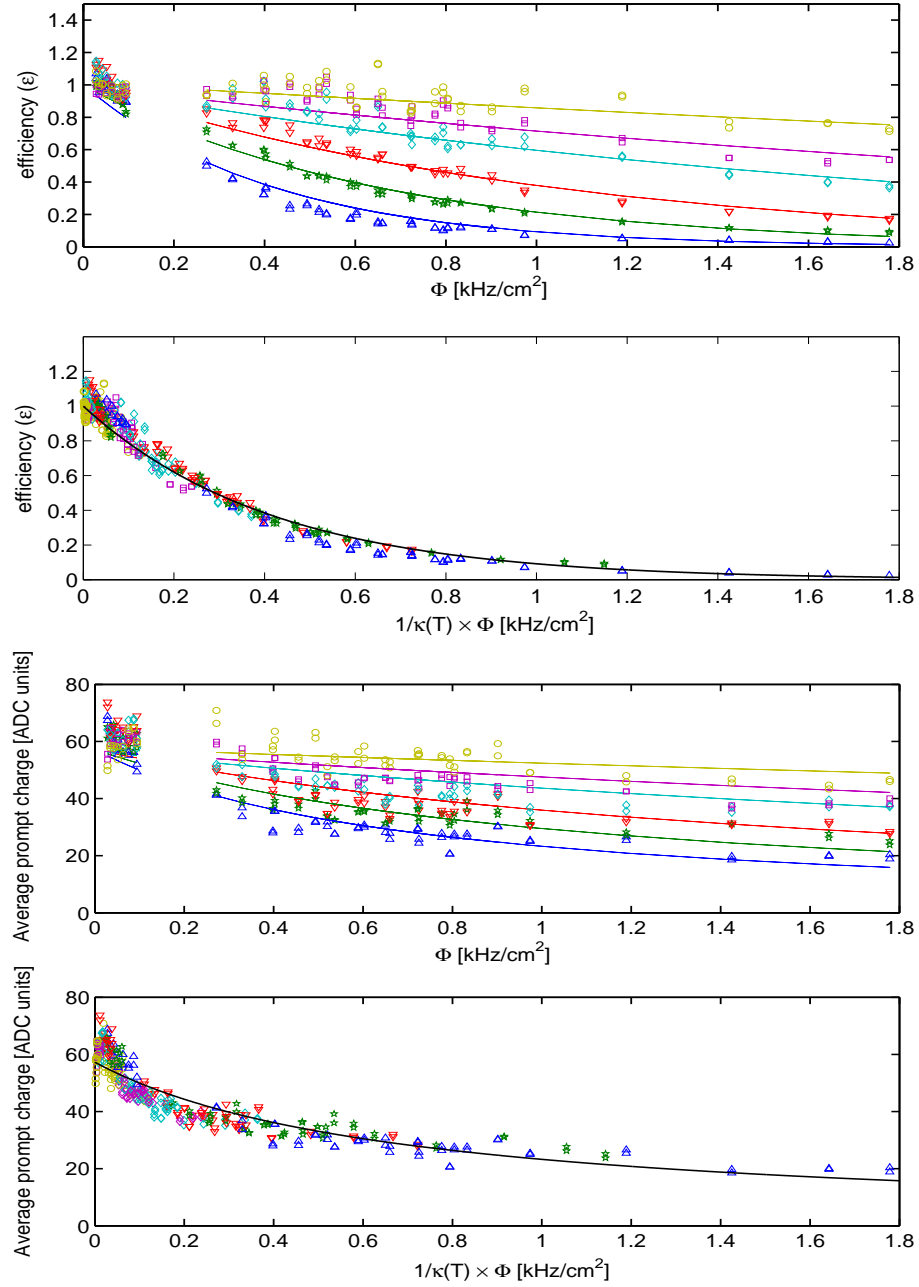 1.4
1.2
1
0.8
0.6
0.4
0.2
0
efficiency (ε)
0 0.2 0.4 0.6 0.8 1 1.2 1.4 1.6 1.8
Φ [kHz/cm²]
1.2
1
0.8
0.6
0.4
0.2
0
efficiency (ε)
0 0.2 0.4 0.6 0.8 1 1.2 1.4 1.6 1.8
1/κ(T) × Φ [kHz/cm²]
80
60
40
20
0
Average prompt charge [ADC units]
0 0.2 0.4 0.6 0.8 1 1.2 1.4 1.6 1.8
Φ [kHz/cm²]
80
60
40
20
0
Average prompt charge [ADC units]
0 0.2 0.4 0.6 0.8 1 1.2 1.4 1.6 1.8
1/κ(T) × Φ [kHz/cm²]